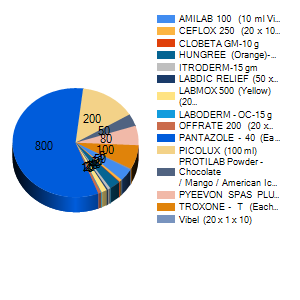 AMILAB 100 (10 ml Vi...
CEFLOX 250 (20 x 10...
CLOBETA GM-10 g
HUNGREE (Orange)-...
ITRODERM-15 gm
LABDIC RELIEF (50 x...
LABMOX 500 (Yellow)
(20...
LABODERM - OC-15 g
OFFRATE 200 (20 x...
PANTAZOLE - 40 (Ea...
PICOLUX (100 ml)
PROTILAB Powder -
Chocolate
/ Mango / American Ic...
PYEEVON SPAS PLU...
TROXONE - T (Each...
Vibel (20 x 1 x 10)
200
50
80
100
800